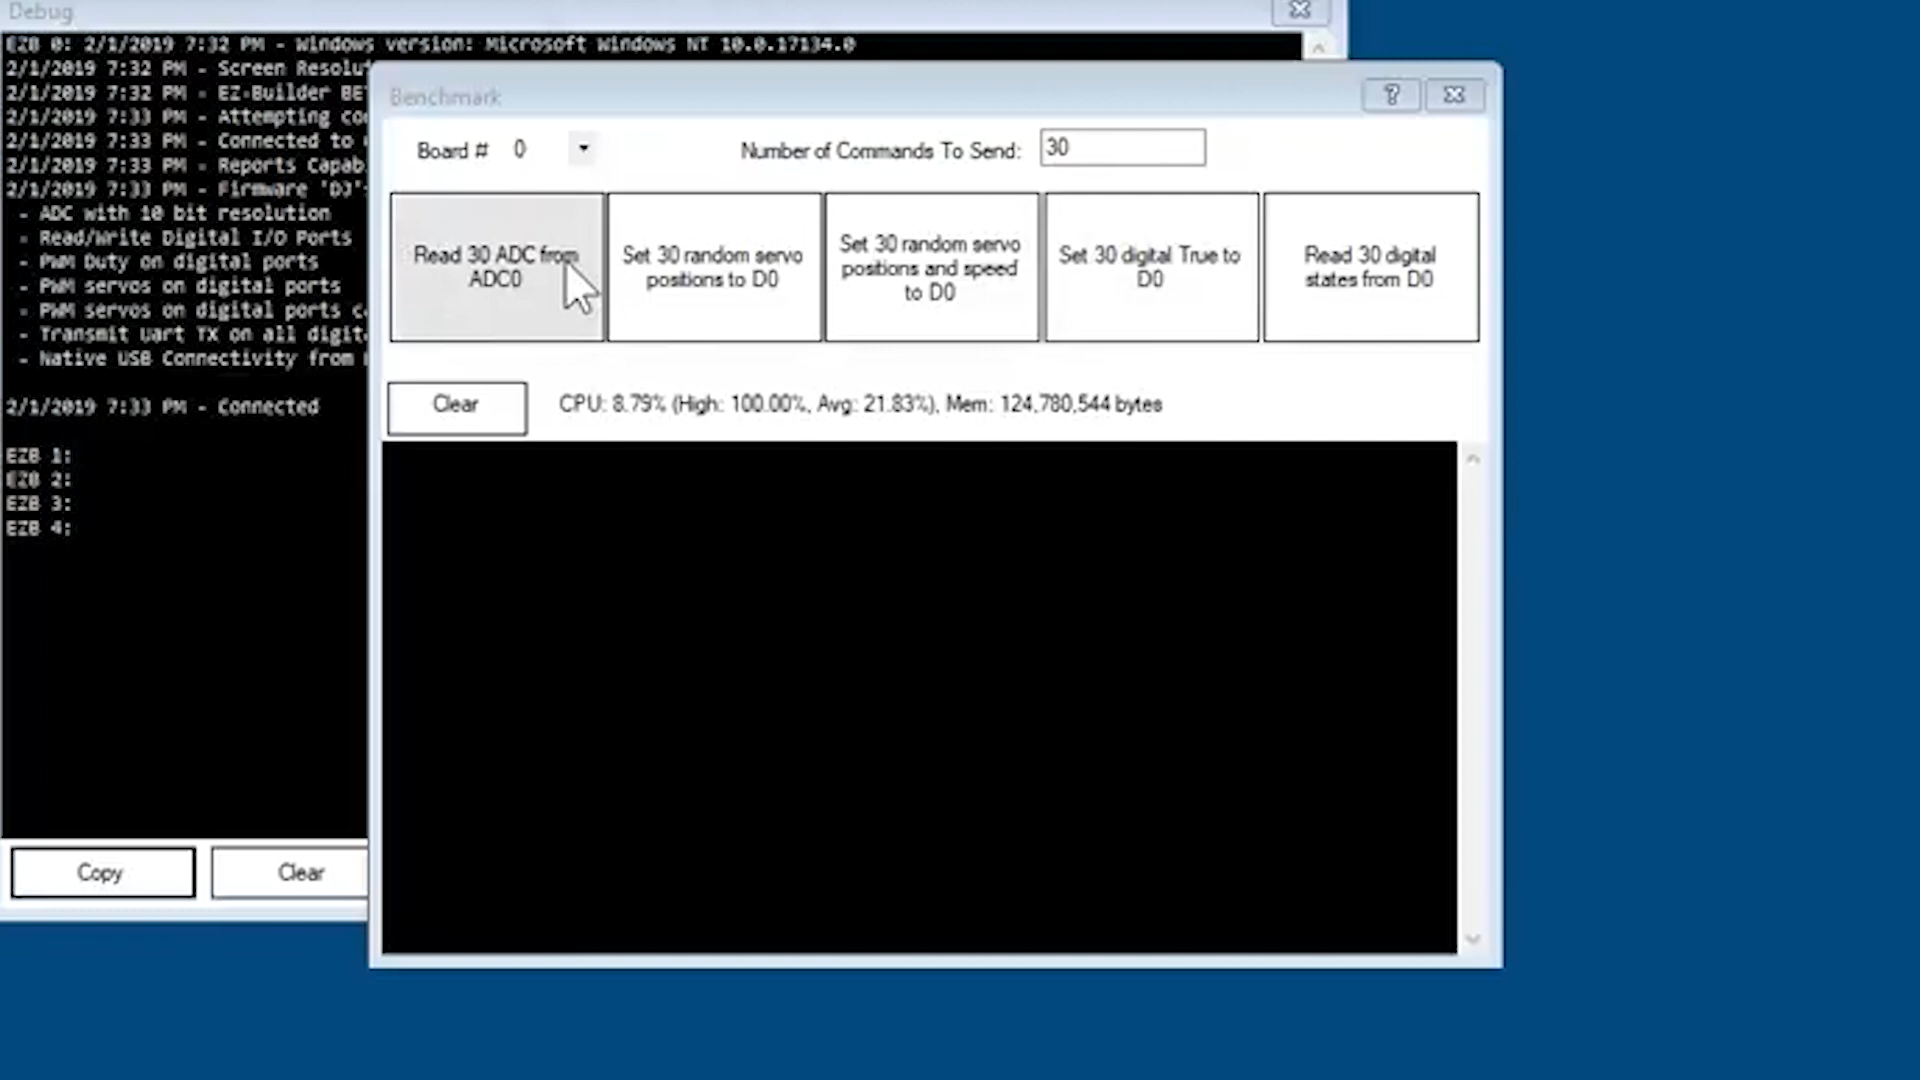 Debug
EZB 0: 2/1/2019 7:32 PM - Windows version: Microsoft Windows NT 10.0.17134.0
2/1/2019 7:32 PM - Screen
2/1/2019 7:32 PM - EZ-Builder
2/1/2019 7:33 PM - Attempting
2/1/2019 7:33 PM - Connected to
2/1/2019 7:33 PM - Reports
2/1/2019 7:33 PM - Firmware 'DJ'
- ADC with 10 bit resolution
- Read/Write Digital I/O Ports
- PWM Duty on digital ports
- PWM servos on digital ports
- PWM servos on digital ports
- Transmit Uart TX on all
- Native USB Connectivity from
2/1/2019 7:33 PM - Connected
EZB 1:
EZB 2:
EZB 3:
EZB 4:
Copy
Clear
Benchmark
?
Board # 0
Number of Commands To Send: 30
Read 30 ADC from
ADC0
Set 30 random servo
positions to D0
Set 30 random servo
positions and speed
to D0
Set 30 digital True to
D0
Read 30 digital
states from D0
Clear
CPU: 8.79% (High: 100.00%, Avg: 21.83%), Mem: 124,780,544 bytes